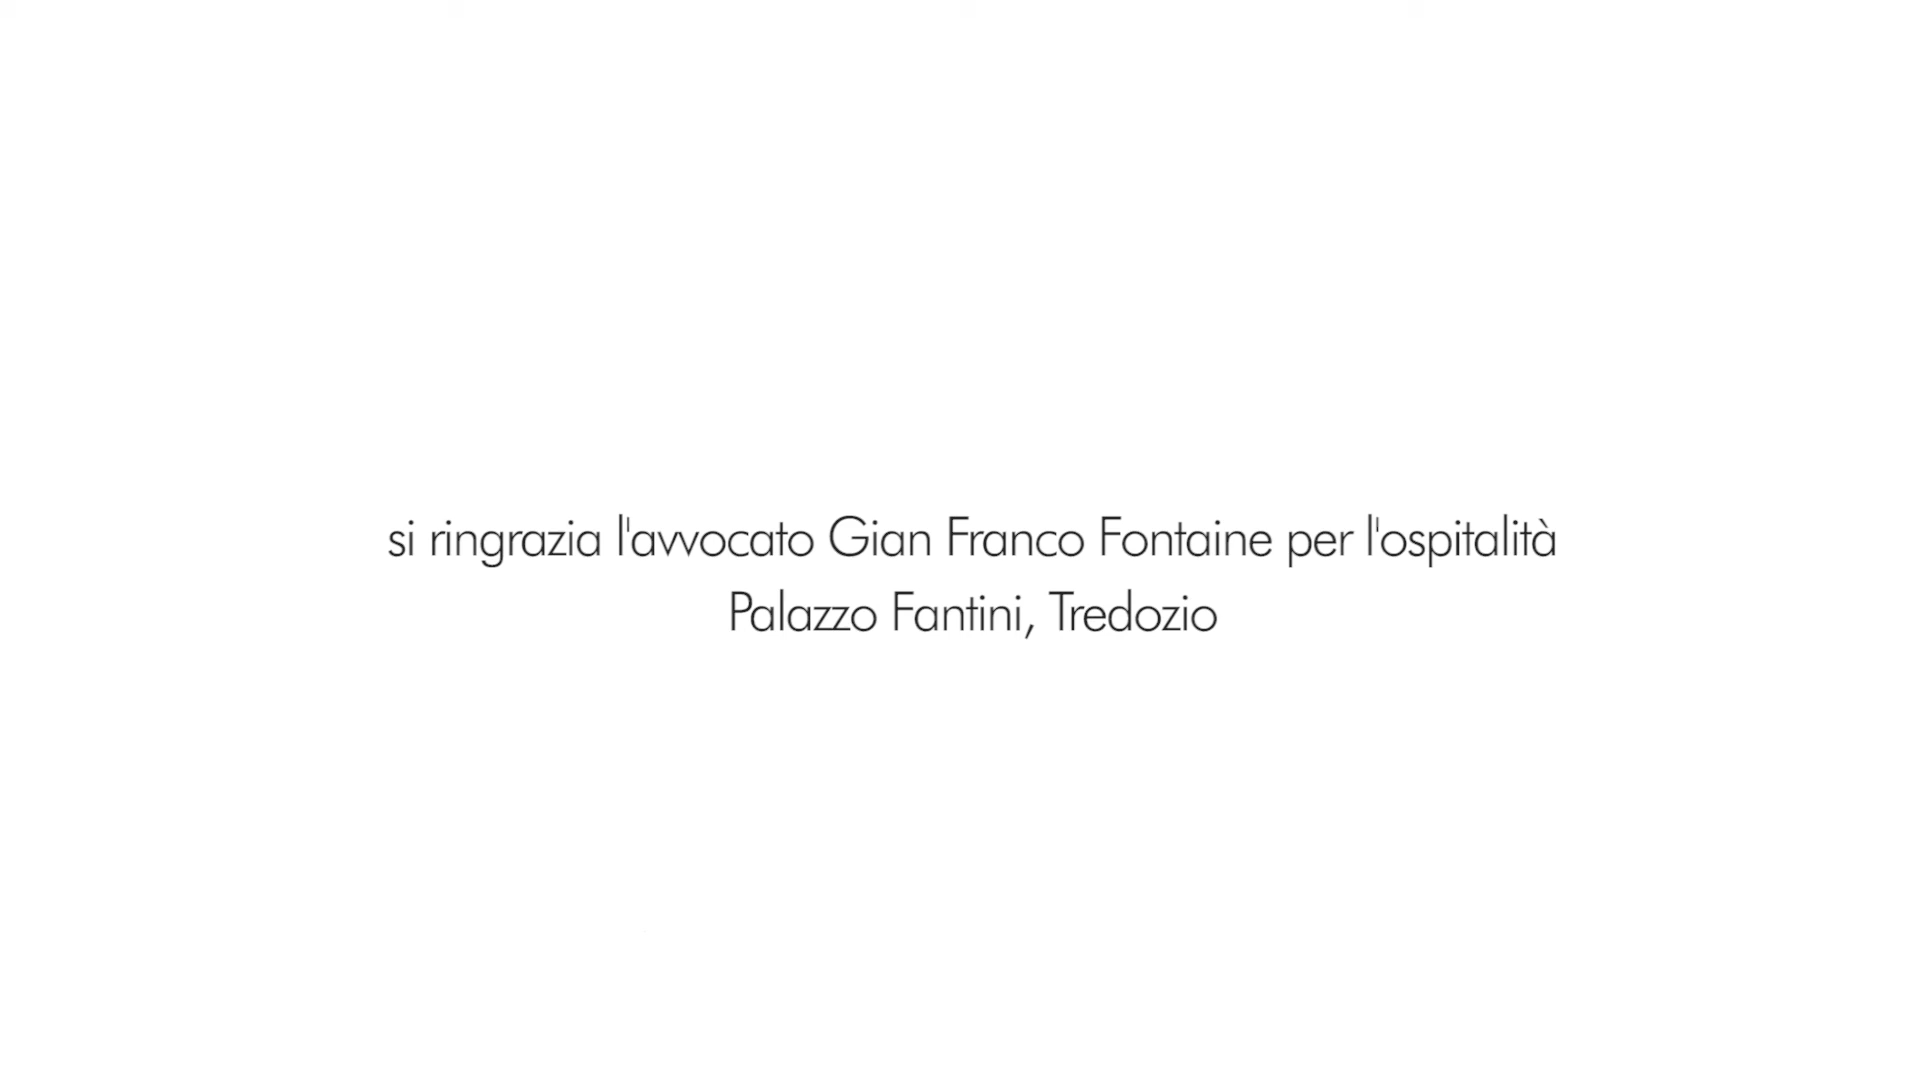 si ringrazia l'avvocato Gian Franco Fontaine per l'ospitalità
Palazzo Fantini, Tredozio